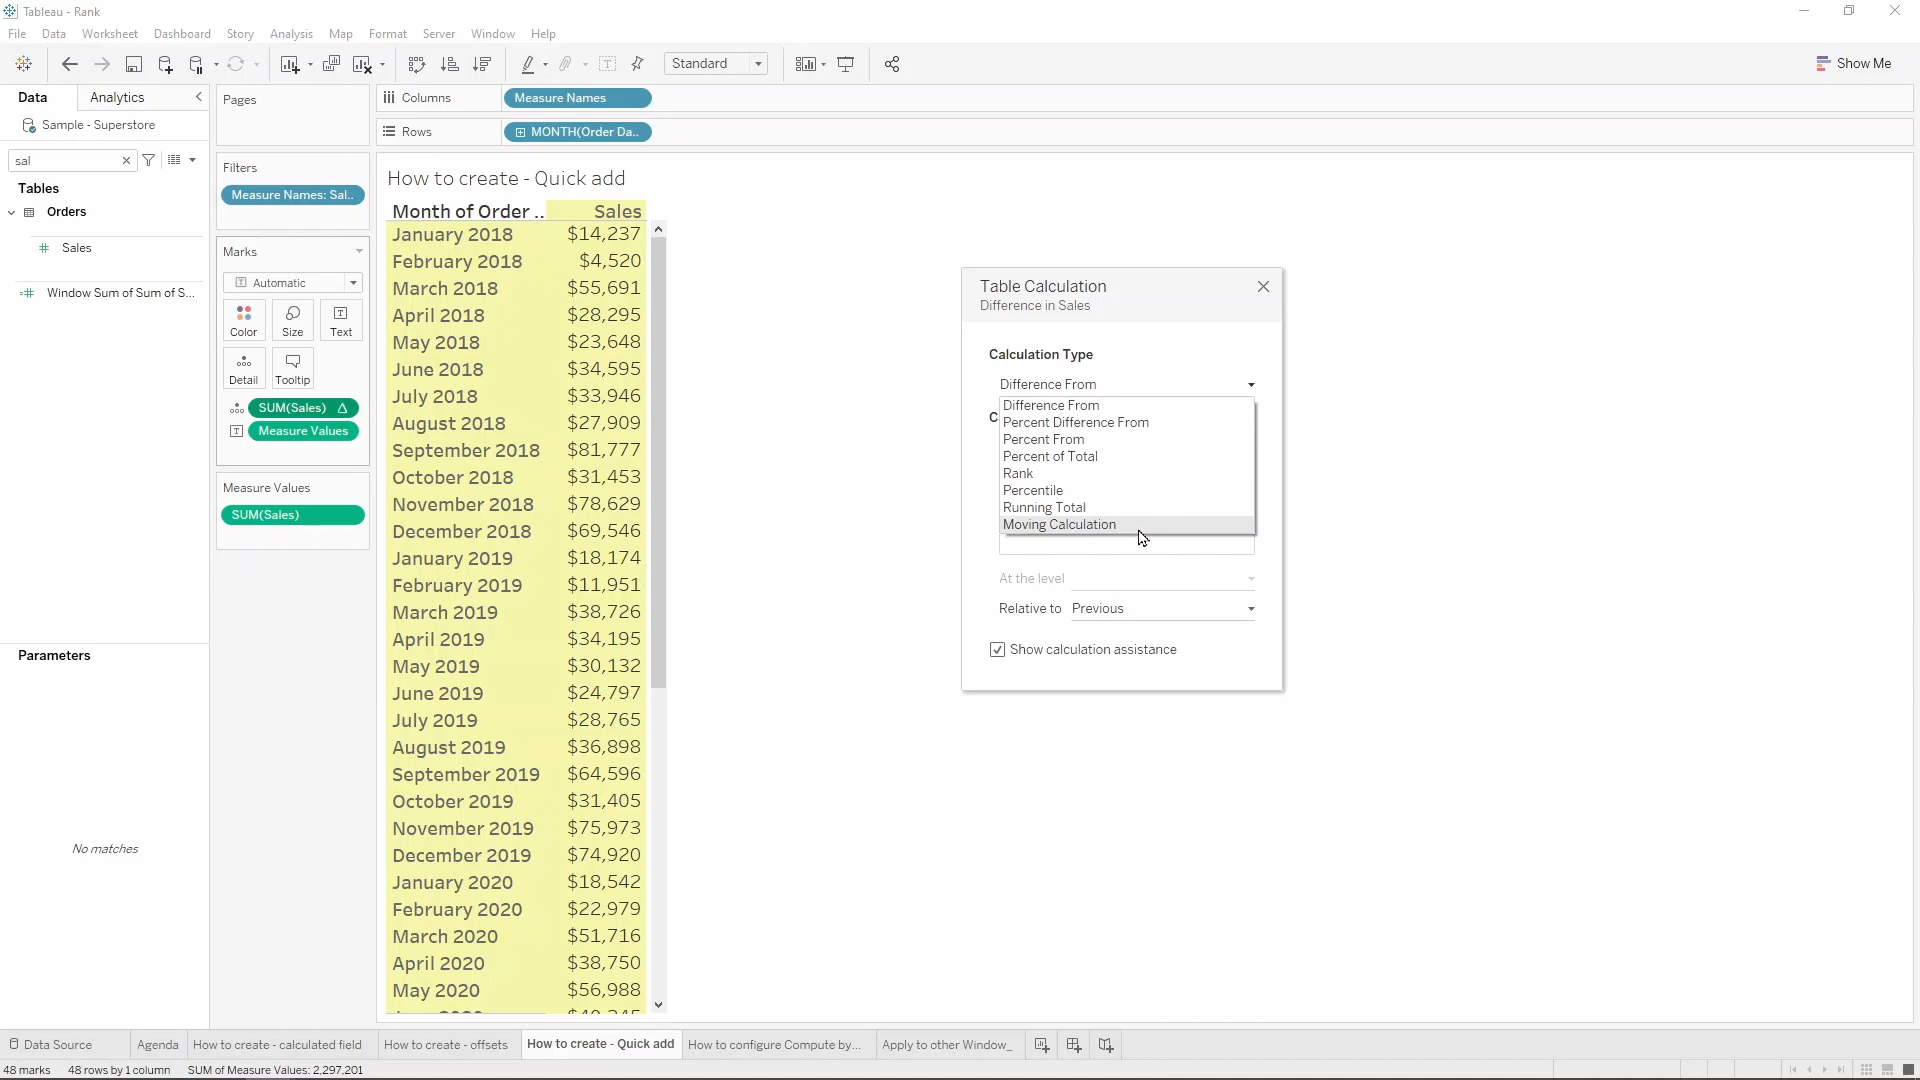 Tableau - Rank
File Data Worksheet Dashboard Story Analysis Map Format Server Window Help
Standard
Show Me
Data Analytics
Sample - Superstore
sal
Tables
Orders
Sales
Window Sum of Sum of S...
Parameters
No matches
Pages
Filters
Measure Names: Sal..
Marks
Automatic
Color Size Text
Detail Tooltip
SUM(Sales)
Measure Values
Measure Values
SUM(Sales)
Columns Measure Names
Rows MONTH(Order Da..
How to create - Quick add
Month of Order .. Sales
January 2018 $14,237
February 2018 $4,520
March 2018 $55,691
April 2018 $28,295
May 2018 $23,648
June 2018 $34,595
July 2018 $33,946
August 2018 $27,909
September 2018 $81,777
October 2018 $31,453
November 2018 $78,629
December 2018 $69,546
January 2019 $18,174
February 2019 $11,951
March 2019 $38,726
April 2019 $34,195
May 2019 $30,132
June 2019 $24,797
July 2019 $28,765
August 2019 $36,898
September 2019 $64,596
October 2019 $31,405
November 2019 $75,973
December 2019 $74,920
January 2020 $18,542
February 2020 $22,979
March 2020 $51,716
April 2020 $38,750
May 2020 $56,988
Table Calculation
Difference in Sales
Calculation Type
Difference From
C
Difference From
Percent Difference From
Percent From
Percent of Total
Rank
Percentile
Running Total
Moving Calculation
At the level
Relative to Previous
Show calculation assistance
Data Source Agenda How to create - calculated field How to create - offsets How to create - Quick add How to configure Compute by... Apply to other Window_
48 marks 48 rows by 1 column SUM of Measure Values: 2,297,201